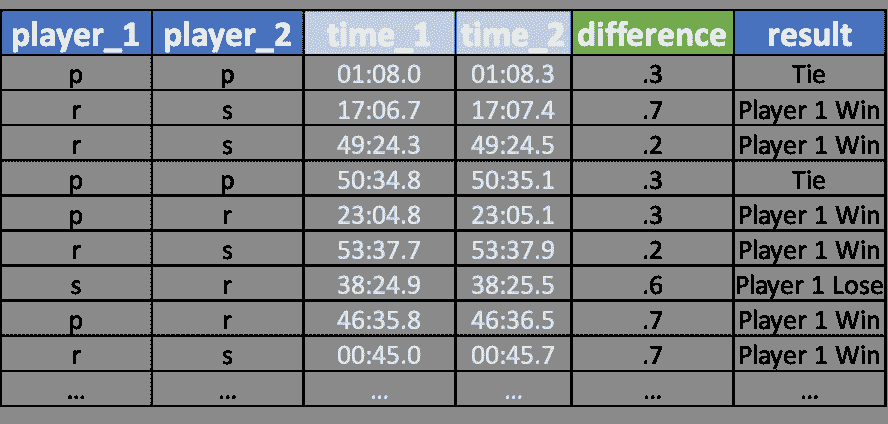 player_1 player_2 time_1 time_2 difference result
p p 01:08.0 01:08.3 .3 Tie
r s 17:06.7 17:07.4 .7 Player 1 Win
r s 49:24.3 49:24.5 .2 Player 1 Win
p p 50:34.8 50:35.1 .3 Tie
p r 23:04.8 23:05.1 .3 Player 1 Win
r s 53:37.7 53:37.9 .2 Player 1 Win
s r 38:24.9 38:25.5 .6 Player 1 Lose
p r 46:35.8 46:36.5 .7 Player 1 Win
r s 00:45.0 00:45.7 .7 Player 1 Win
... ... ... ... ... ...